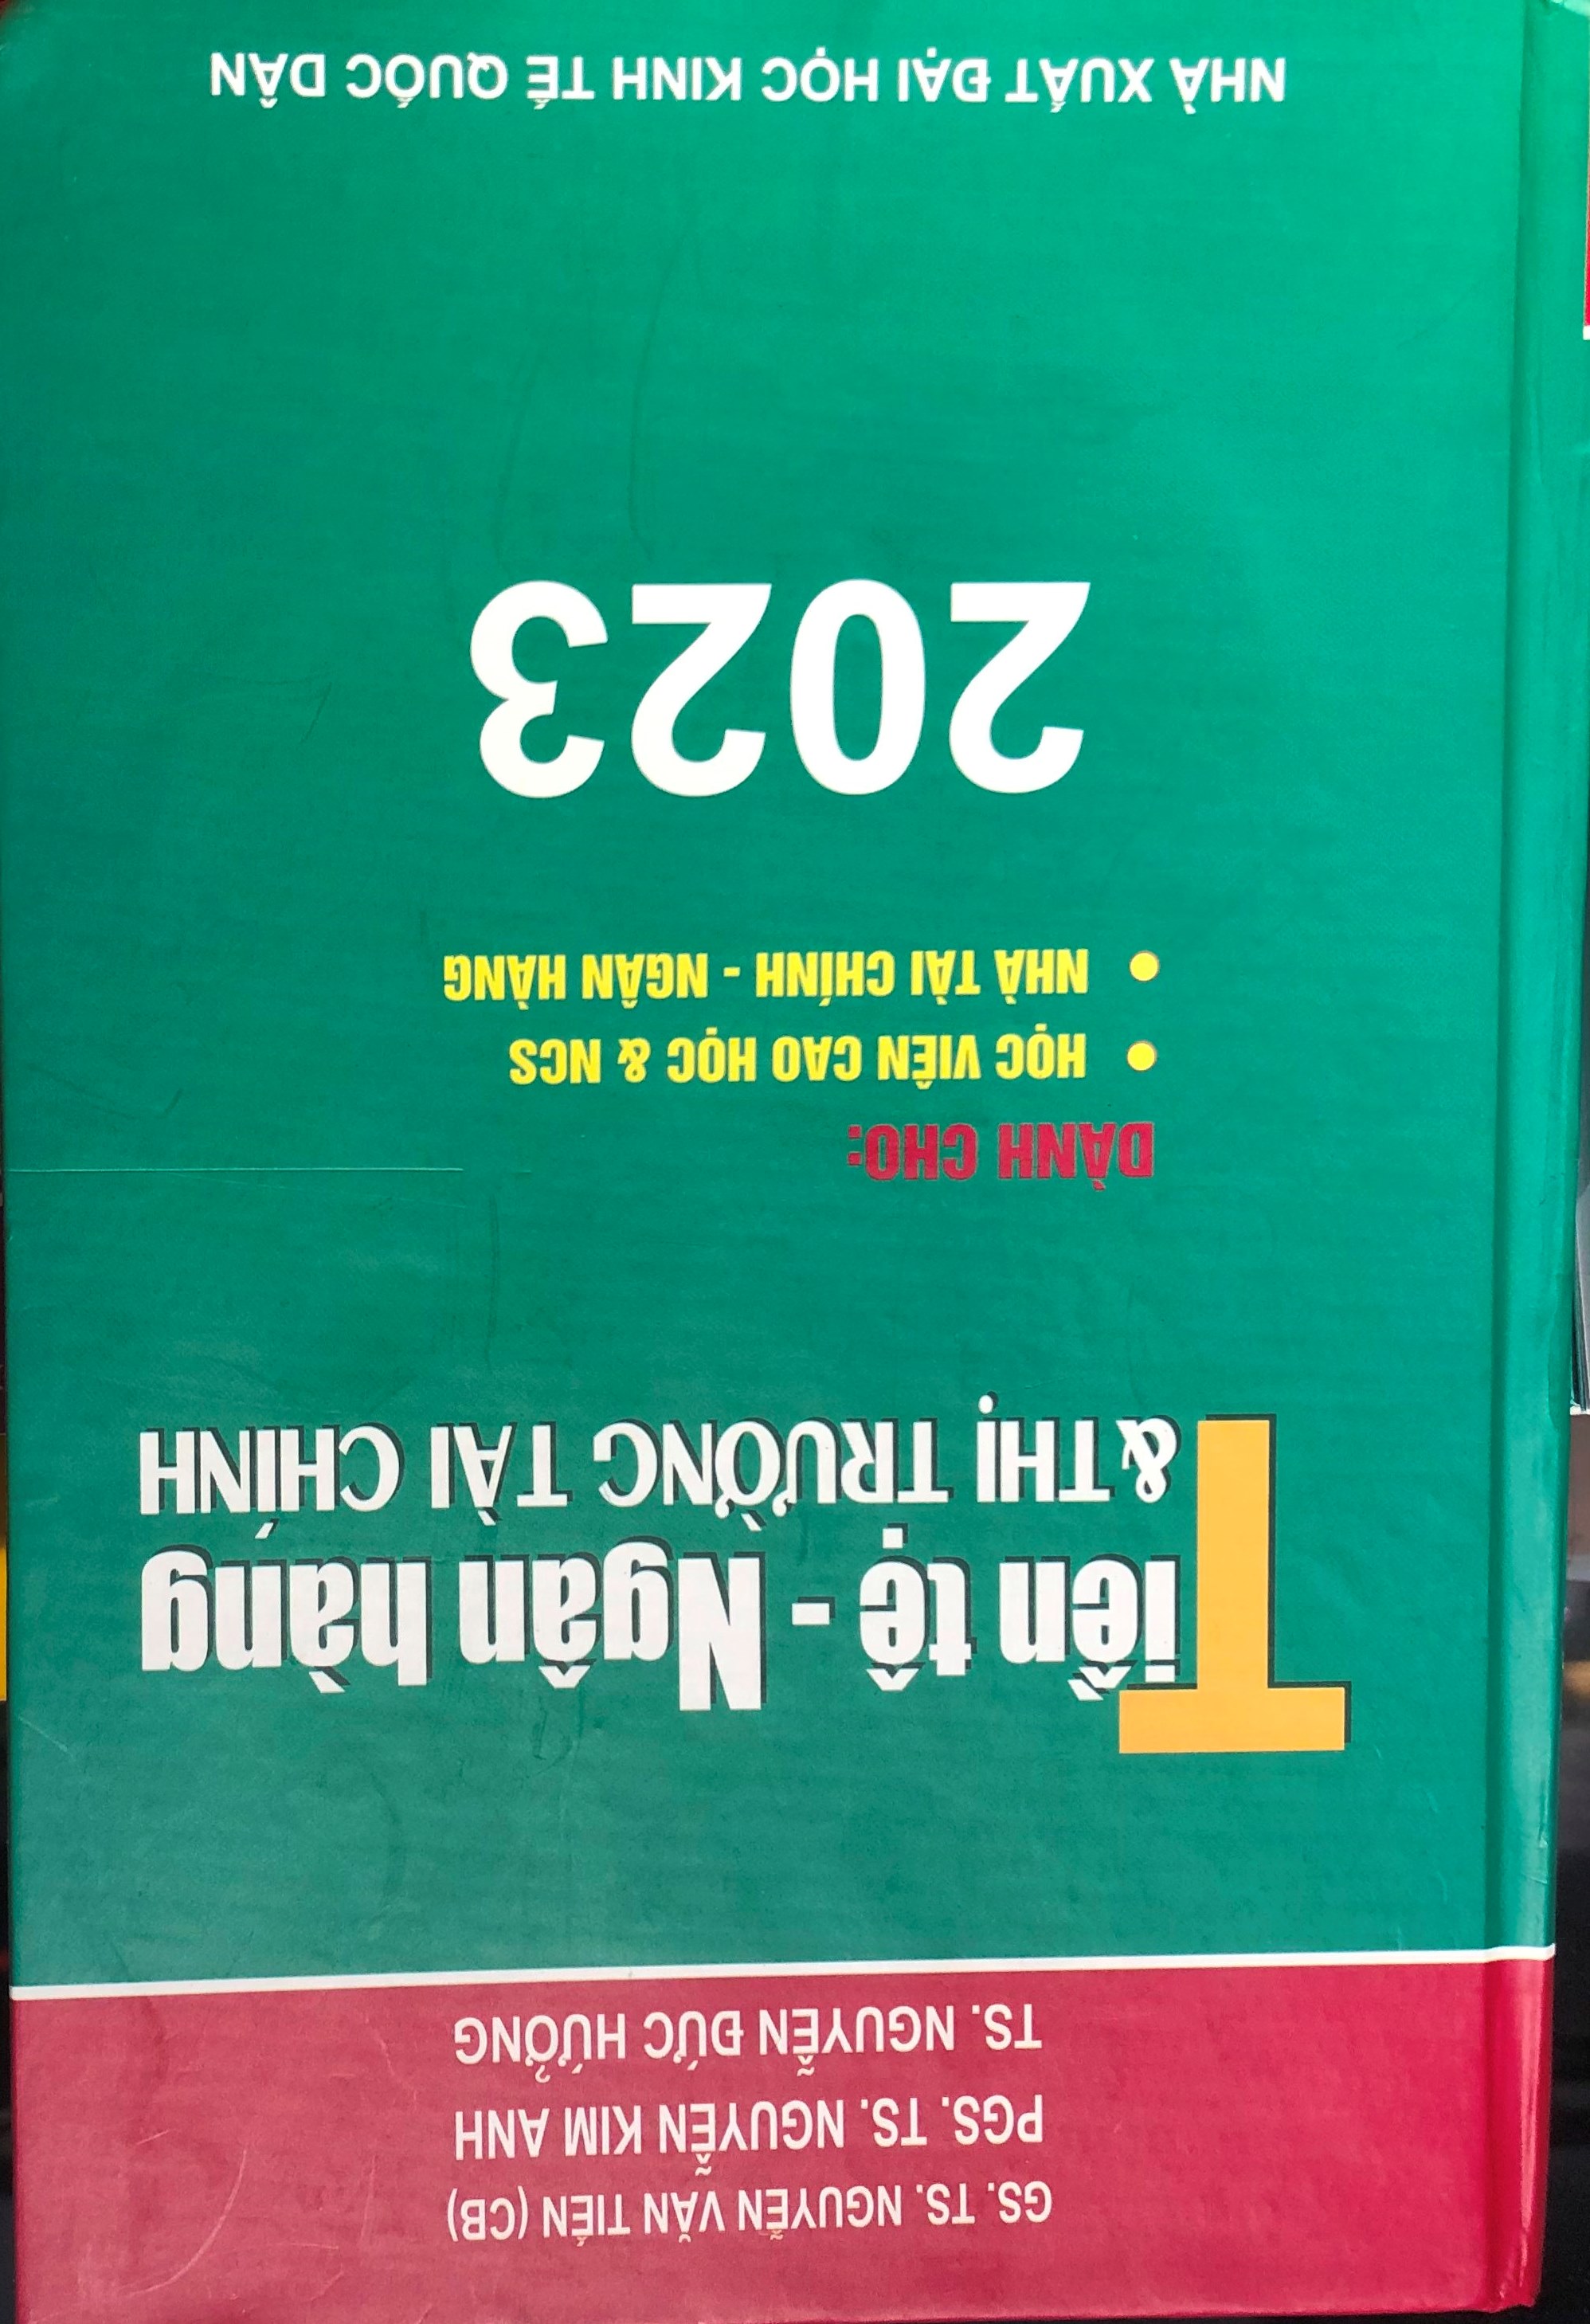 GS. TS. NGUYỄN VĂN TIẾN (CB)
PGS. TS. NGUYỄN KIM ANH
TS. NGUYỄN ĐỨC HƯỞNG
Tiền tệ - Ngân hàng
& THỊ TRƯỜNG TÀI CHÍNH
DÀNH CHO:
• HỌC VIÊN CAO HỌC & NCS
• NHÀ TÀI CHÍNH - NGÂN HÀNG
2023
NHÀ XUẤT ĐẠI HỌC KINH TẾ QUỐC DÂN